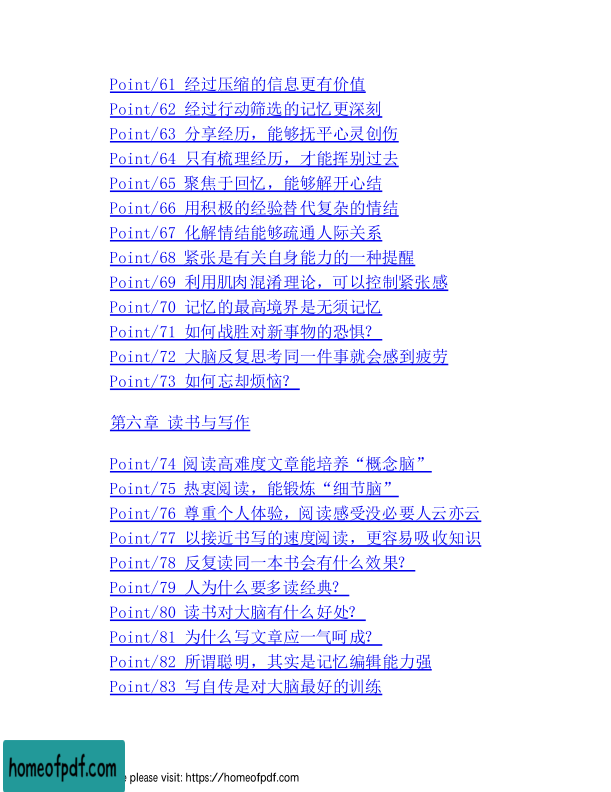 Point/61 经过压缩的信息更有价值
Point/62 经过行动筛选的记忆更深刻
Point/63 分享经历，能够抚平心灵创伤
Point/64 只有梳理经历，才能挥别过去
Point/65 聚焦于回忆，能够解开心结
Point/66 用积极的经验替代复杂的情结
Point/67 化解情结能够疏通人际关系
Point/68 紧张是有关自身能力的一种提醒
Point/69 利用肌肉混淆理论，可以控制紧张感
Point/70 记忆的最高境界是无须记忆
Point/71 如何战胜对新事物的恐惧？
Point/72 大脑反复思考同一件事就会感到疲劳
Point/73 如何忘却烦恼？
第六章 读书与写作
Point/74 阅读高难度文章能培养“概念脑”
Point/75 热衷阅读，能锻炼“细节脑”
Point/76 尊重个人体验，阅读感受没必要人云亦云
Point/77 以接近书写的速度阅读，更容易吸收知识
Point/78 反复读同一本书会有什么效果？
Point/79 人为什么要多读经典？
Point/80 读书对大脑有什么好处？
Point/81 为什么写文章应一气呵成？
Point/82 所谓聪明，其实是记忆编辑能力强
Point/83 写自传是对大脑最好的训练
homeofpdf.com
please visit: https://homeofpdf.com